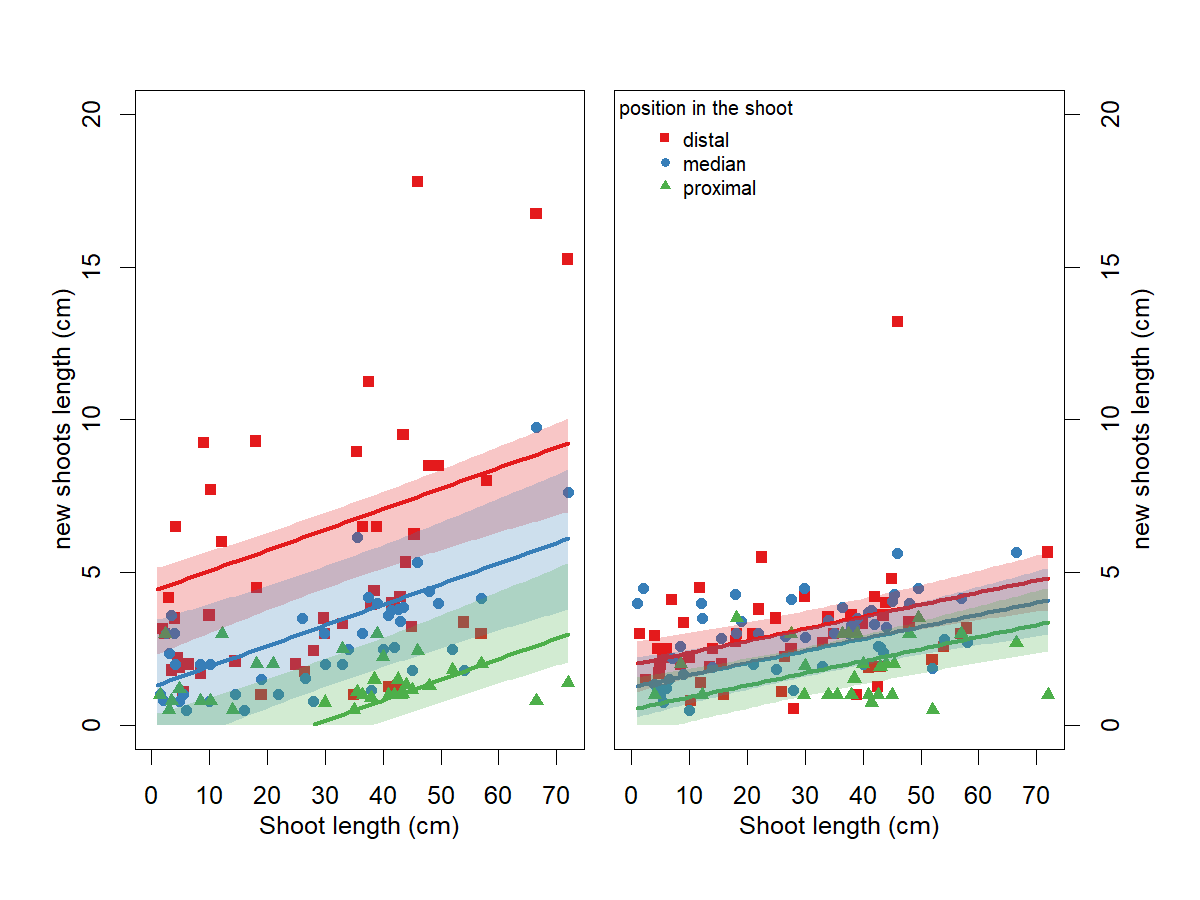 20
15
10
5
0
new shoots length (cm)
0 10 20 30 40 50 60 70
Shoot length (cm)
position in the shoot
distal
median
proximal
20
15
10
5
0
new shoots length (cm)
0 10 20 30 40 50 60 70
Shoot length (cm)